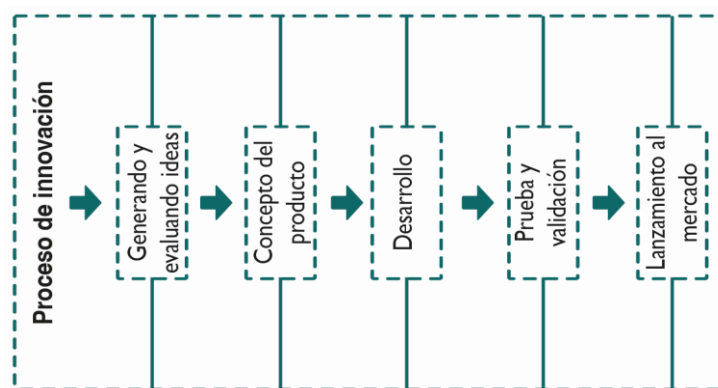 Proceso de innovación
Generando y
evaluando ideas
Concepto del
producto
Desarrollo
Prueba y
validación
Lanzamiento al
mercado